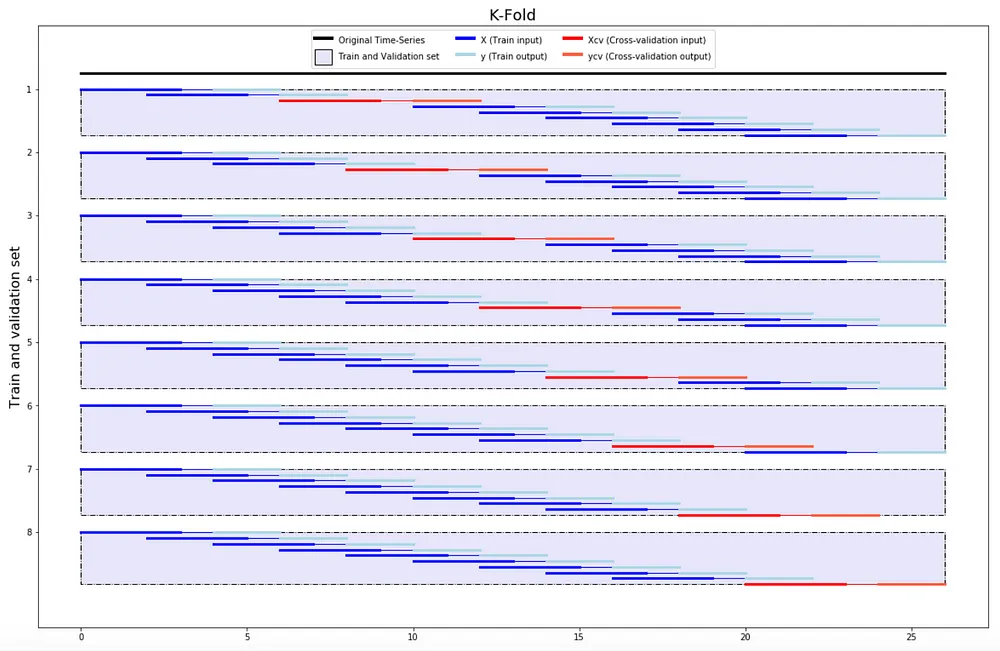 K-Fold
Original Time-Series
X (Train input)
Xcv (Cross-validation input)
Train and Validation set
y (Train output)
ycv (Cross-validation output)
Train and validation set
1
2
3
4
5
6
7
8
0
5
10
15
20
25